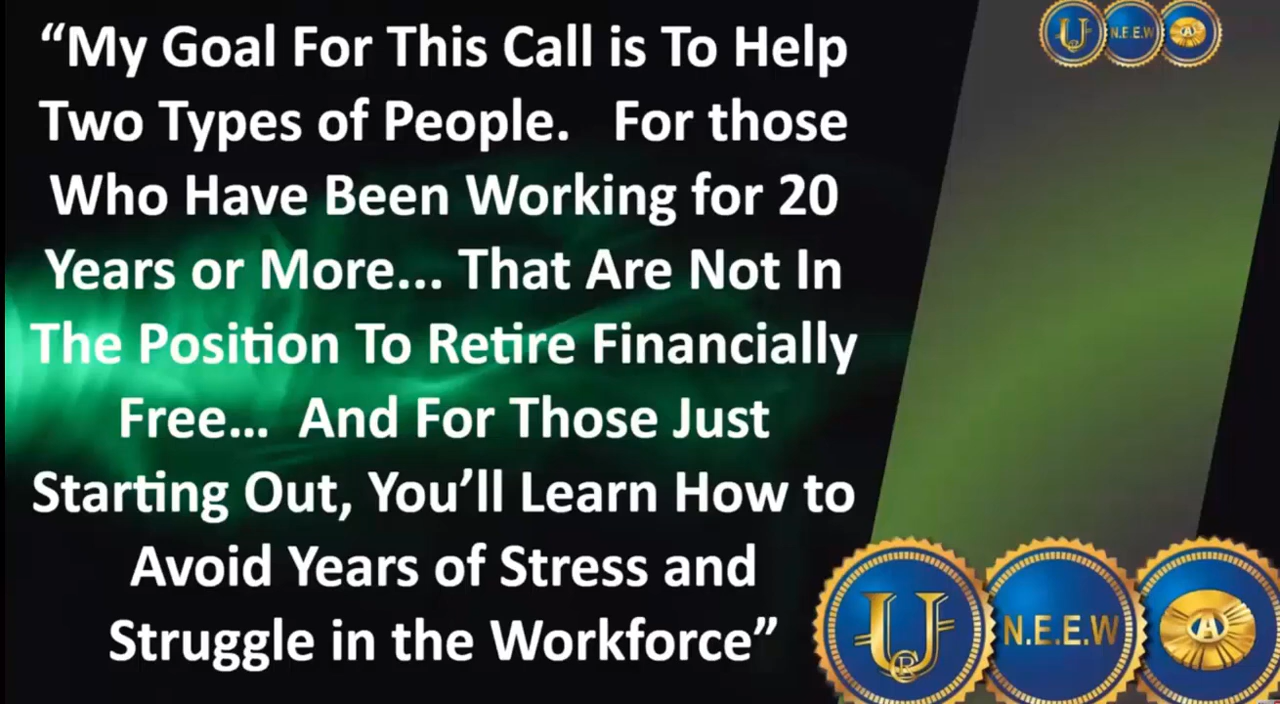 “My Goal For This Call is To Help
Two Types of People. For those
Who Have Been Working for 20
Years or More... That Are Not In
The Position To Retire Financially
Free... And For Those Just
Starting Out, You’ll Learn How to
Avoid Years of Stress and
Struggle in the Workforce”
U N.E.E.W A
U R N.E.E.W A